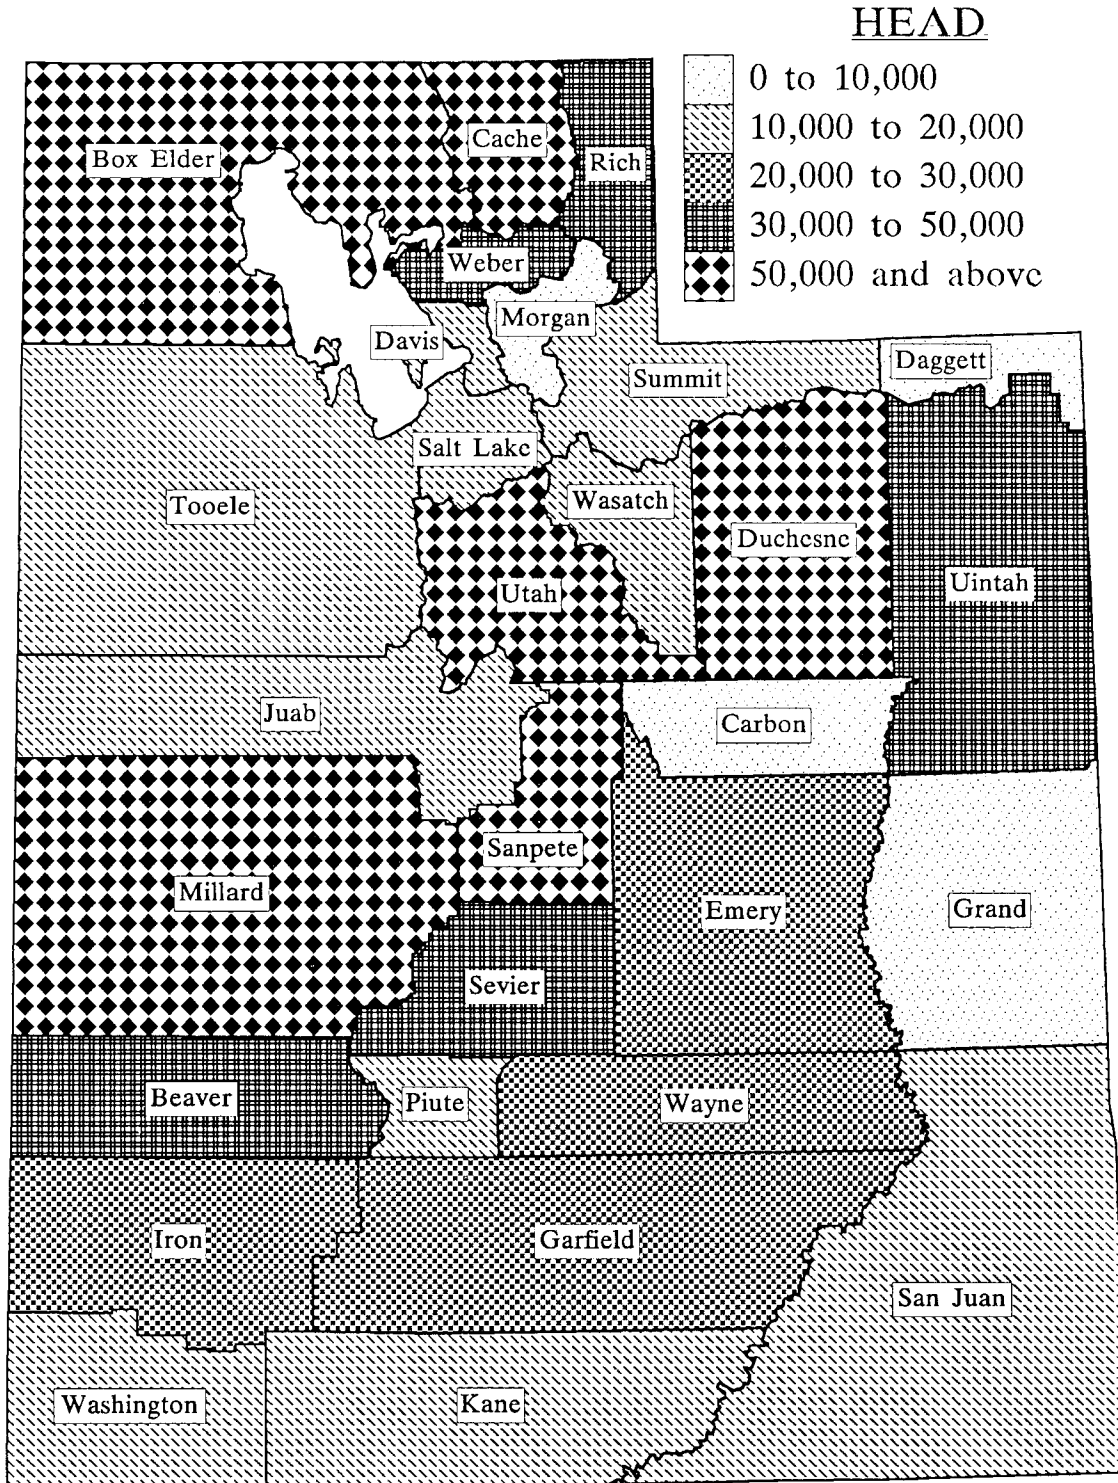 HEAD
0 to 10,000
10,000 to 20,000
20,000 to 30,000
30,000 to 50,000
50,000 and above
Box Elder
Cache
Rich
Weber
Morgan
Davis
Summit
Daggett
Salt Lake
Tooele
Wasatch
Duchesne
Utah
Uintah
Juab
Carbon
Sanpete
Millard
Emery
Grand
Sevier
Beaver
Piute
Wayne
Iron
Garfield
San Juan
Washington
Kane